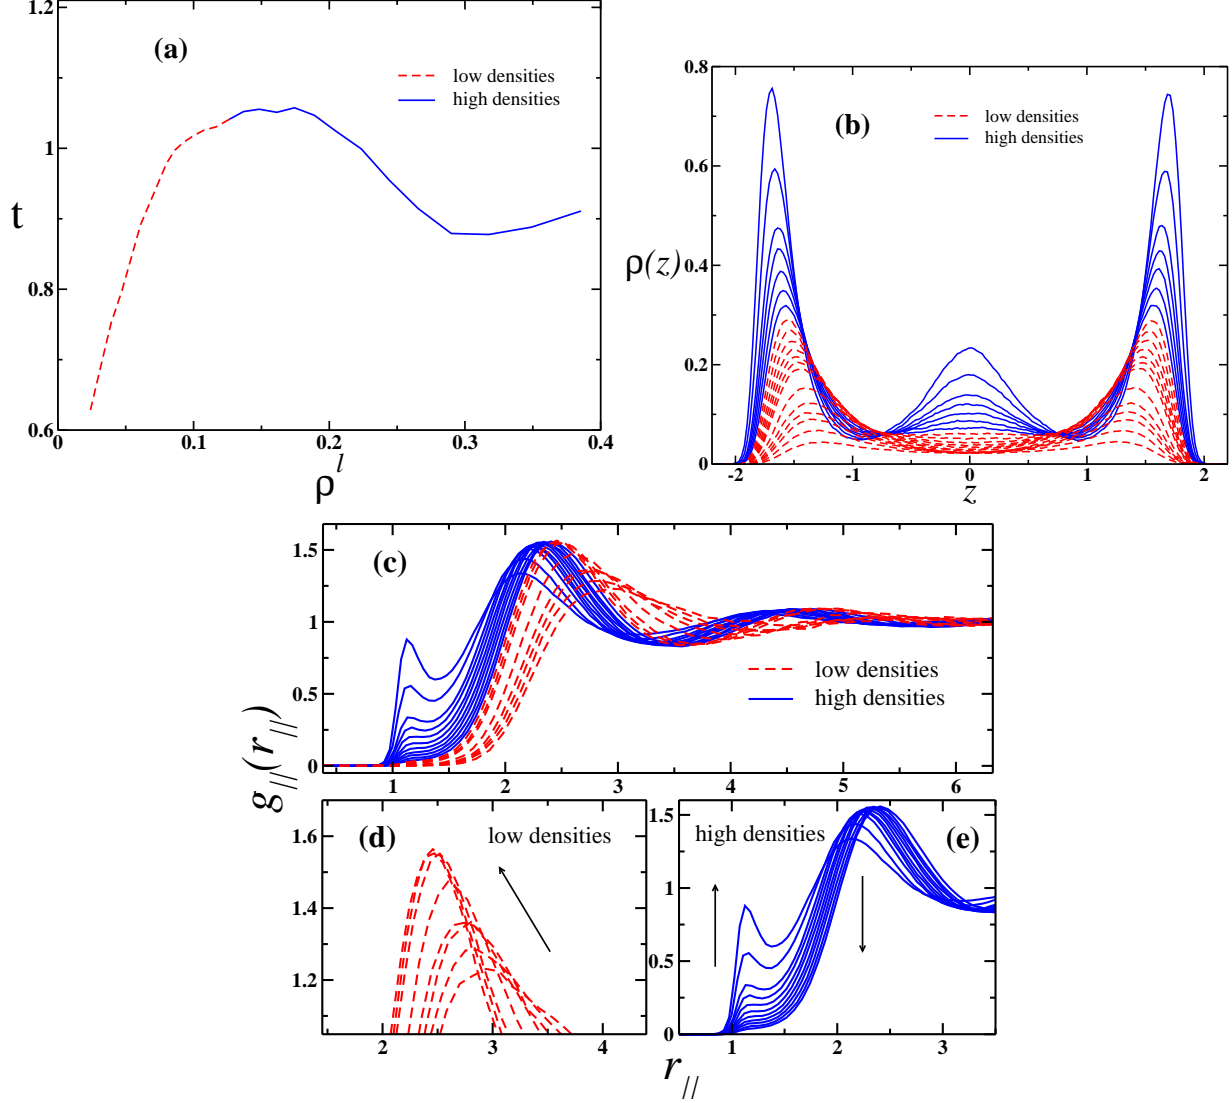 (a)
low densities
high densities
t
1.2
1
0.8
0.6
0 0.1 0.2 0.3 0.4
ρ^l
(b)
low densities
high densities
ρ(z)
0.8
0.6
0.4
0.2
0
-2 -1 0 1 2
z
(c)
low densities
high densities
1.5
1
0.5
0
1 2 3 4 5 6
g_//(r_//)
(d)
low densities
1.6
1.4
1.2
2 3 4
high densities
(e)
1.5
1
0.5
0
1 2 3
r_//